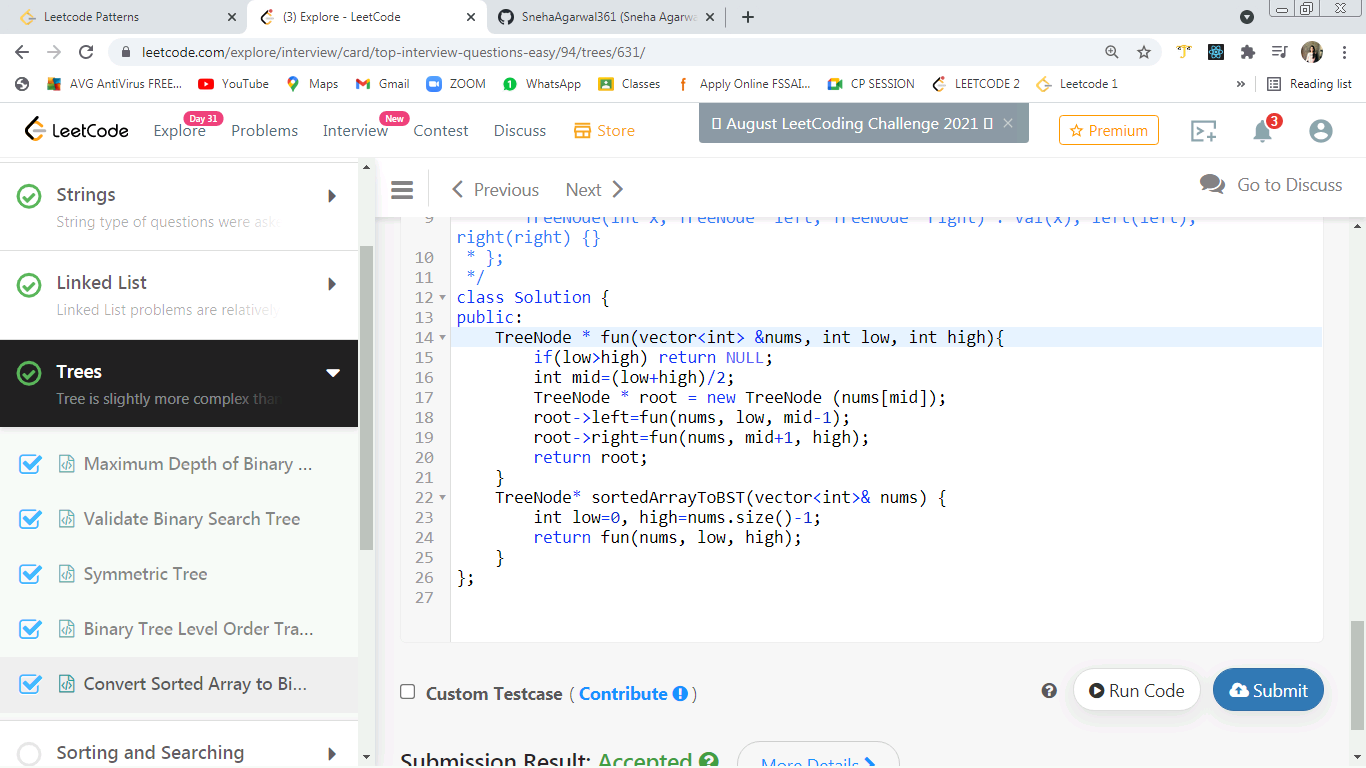 Leetcode Patterns
(3) Explore - LeetCode
SnehaAgarwal361 (Sneha Agarwa
leetcode.com/explore/interview/card/top-interview-questions-easy/94/trees/631/
AVG AntiVirus FREE... YouTube Maps Gmail ZOOM WhatsApp Classes Apply Online FSSAI... CP SESSION LEETCODE 2 Leetcode 1 » Reading list
LeetCode Explore Day 31 Problems Interview New Contest Discuss Store
August LeetCoding Challenge 2021
Premium
3
Strings
String type of questions were ask
Linked List
Linked List problems are relatively
Trees
Tree is slightly more complex than
Maximum Depth of Binary ...
Validate Binary Search Tree
Symmetric Tree
Binary Tree Level Order Tra...
Convert Sorted Array to Bi...
Sorting and Searching
Previous Next Go to Discuss
9 TreeNode(int x, TreeNode *left, TreeNode *right) : val(x), left(left),
right(right) {}
10 * };
11 */
12 class Solution {
13 public:
14 TreeNode * fun(vector<int> &nums, int low, int high){
15 if(low>high) return NULL;
16 int mid=(low+high)/2;
17 TreeNode * root = new TreeNode (nums[mid]);
18 root->left=fun(nums, low, mid-1);
19 root->right=fun(nums, mid+1, high);
20 return root;
21 }
22 TreeNode* sortedArrayToBST(vector<int>& nums) {
23 int low=0, high=nums.size()-1;
24 return fun(nums, low, high);
25 }
26 };
27
Custom Testcase ( Contribute )
Run Code
Submit
Submission Result: Accepted
More Details